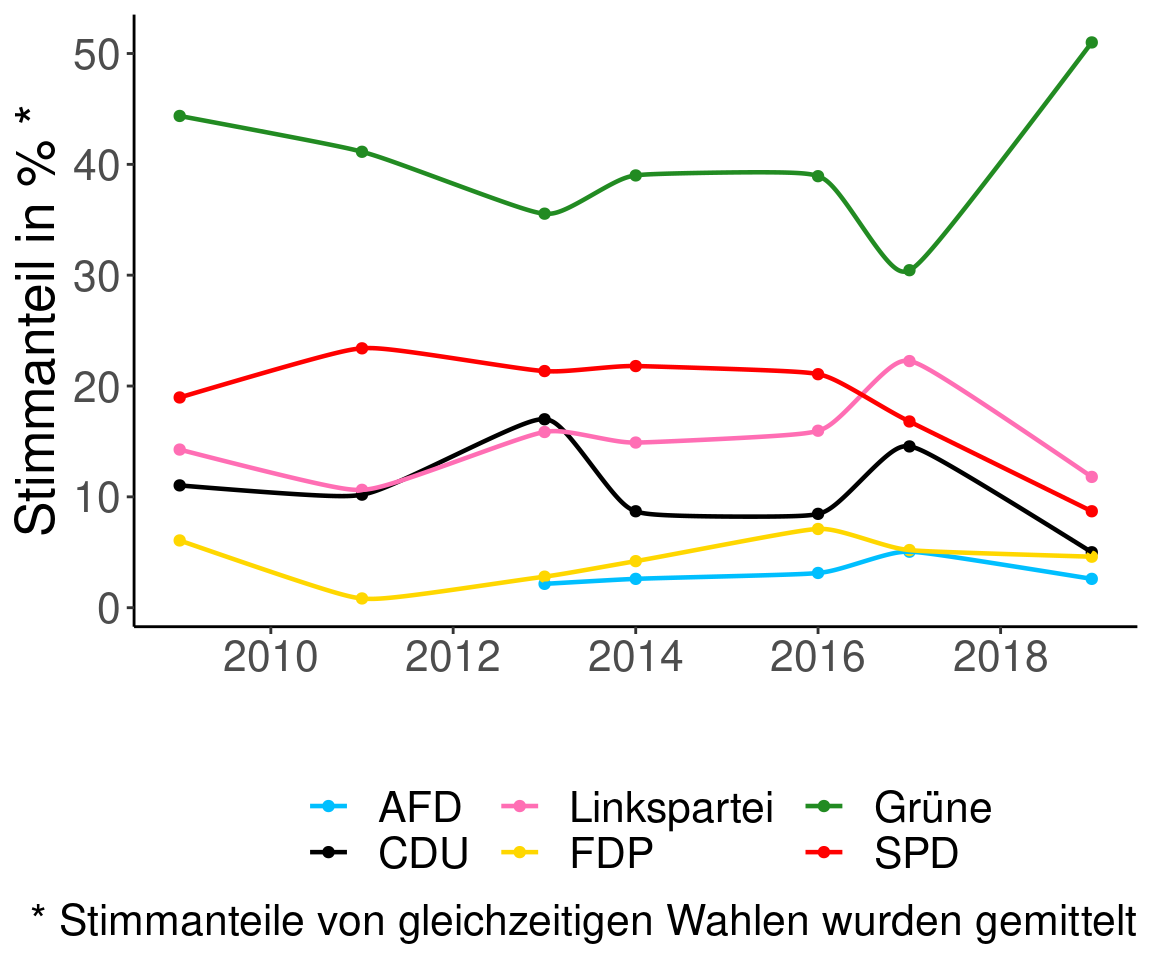 Stimmanteil in % *
50
40
30
20
10
0
2010 2012 2014 2016 2018
AFD Linkspartei Grüne
CDU FDP SPD
* Stimmanteile von gleichzeitigen Wahlen wurden gemittelt